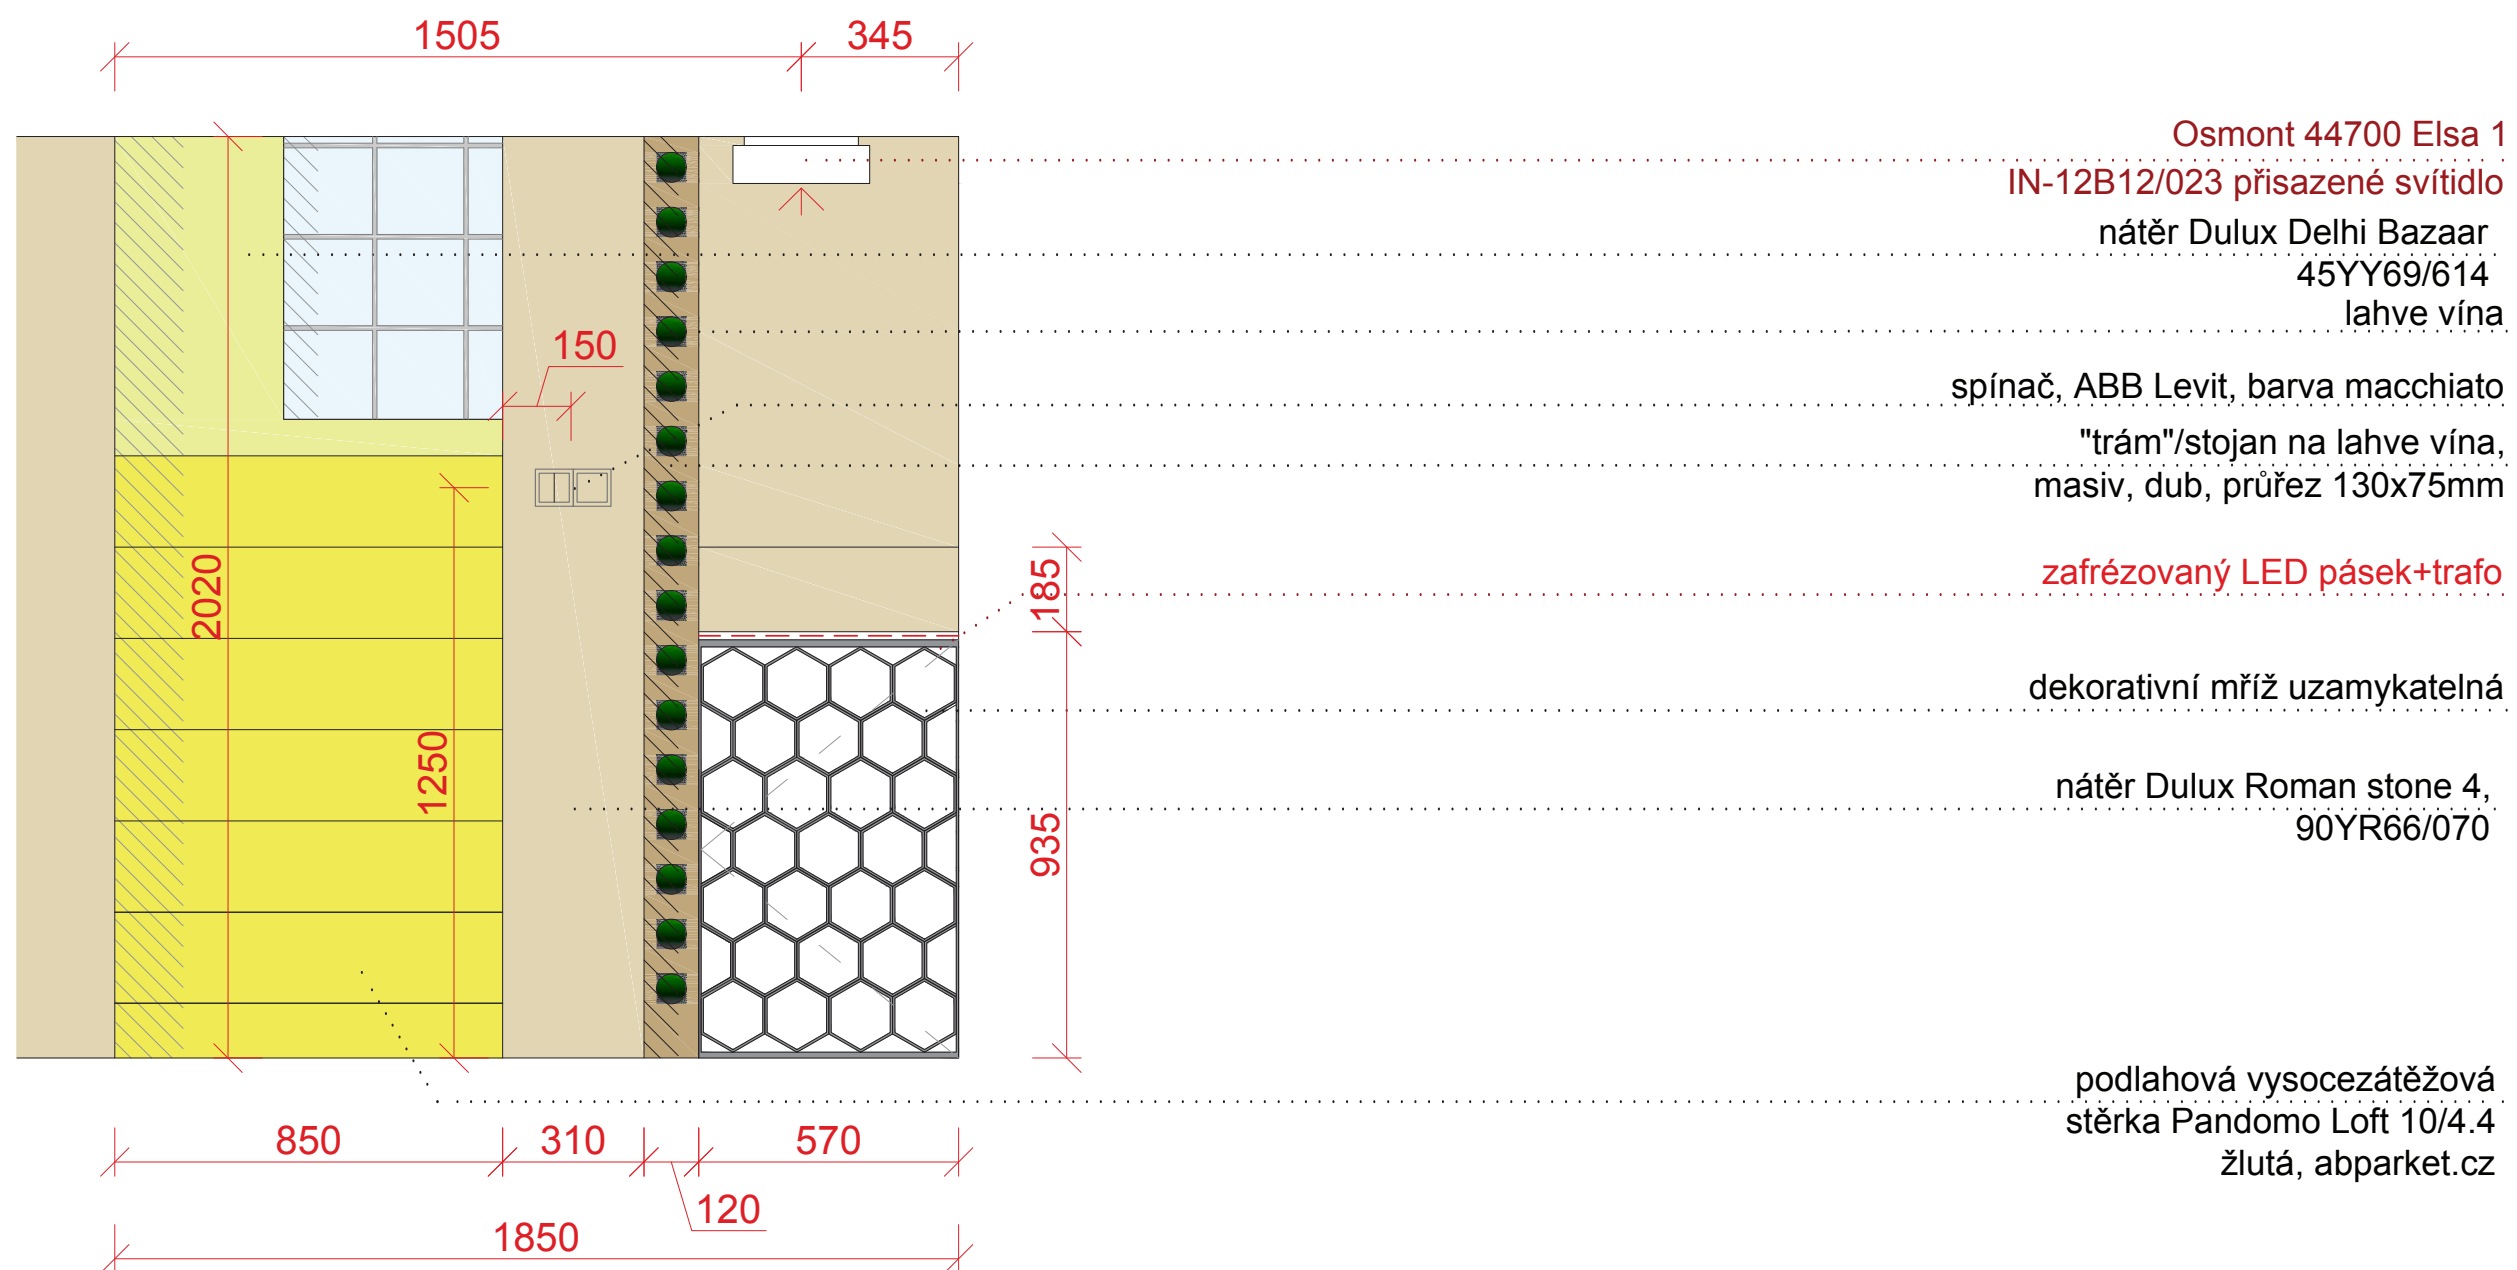 1505
345
Osmont 44700 Elsa 1
IN-12B12/023 přisazené svítidlo
nátěr Dulux Delhi Bazaar
45YY69/614
lahve vína
150
spínač, ABB Levit, barva macchiato
"trám"/stojan na lahve vína,
masiv, dub, průřez 130x75mm
2020
185
zafrézovaný LED pásek+trafo
dekorativní mříž uzamykatelná
1250
935
nátěr Dulux Roman stone 4,
90YR66/070
podlahová vysocezátěžová
stěrka Pandomo Loft 10/4.4
žlutá, abparket.cz
850
310
570
120
1850